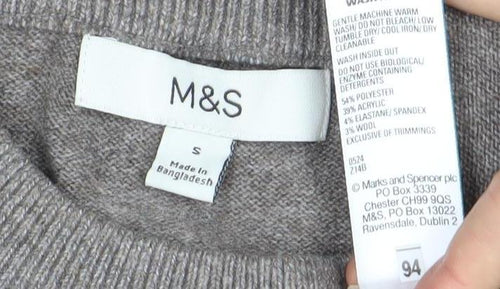 M&S
S
Made in
Bangladesh
GENTLE MACHINE WARM
WASH/DO NOT BLEACH/LOW
TUMBLE DRY/COOL IRON/DRY
CLEANABLE
WASH INSIDE OUT
DO NOT USE BIOLOGICAL/
ENZYME CONTAINING
DETERGENTS
54% POLYESTER
39% ACRYLIC
4% ELASTANE/SPANDEX
3% WOOL
EXCLUSIVE OF TRIMMINGS
0524
Z14B
© Marks and Spencer plc
PO Box 3339
Chester CH99 9QS
M&S, PO Box 13022
Ravensdale, Dublin 2
94